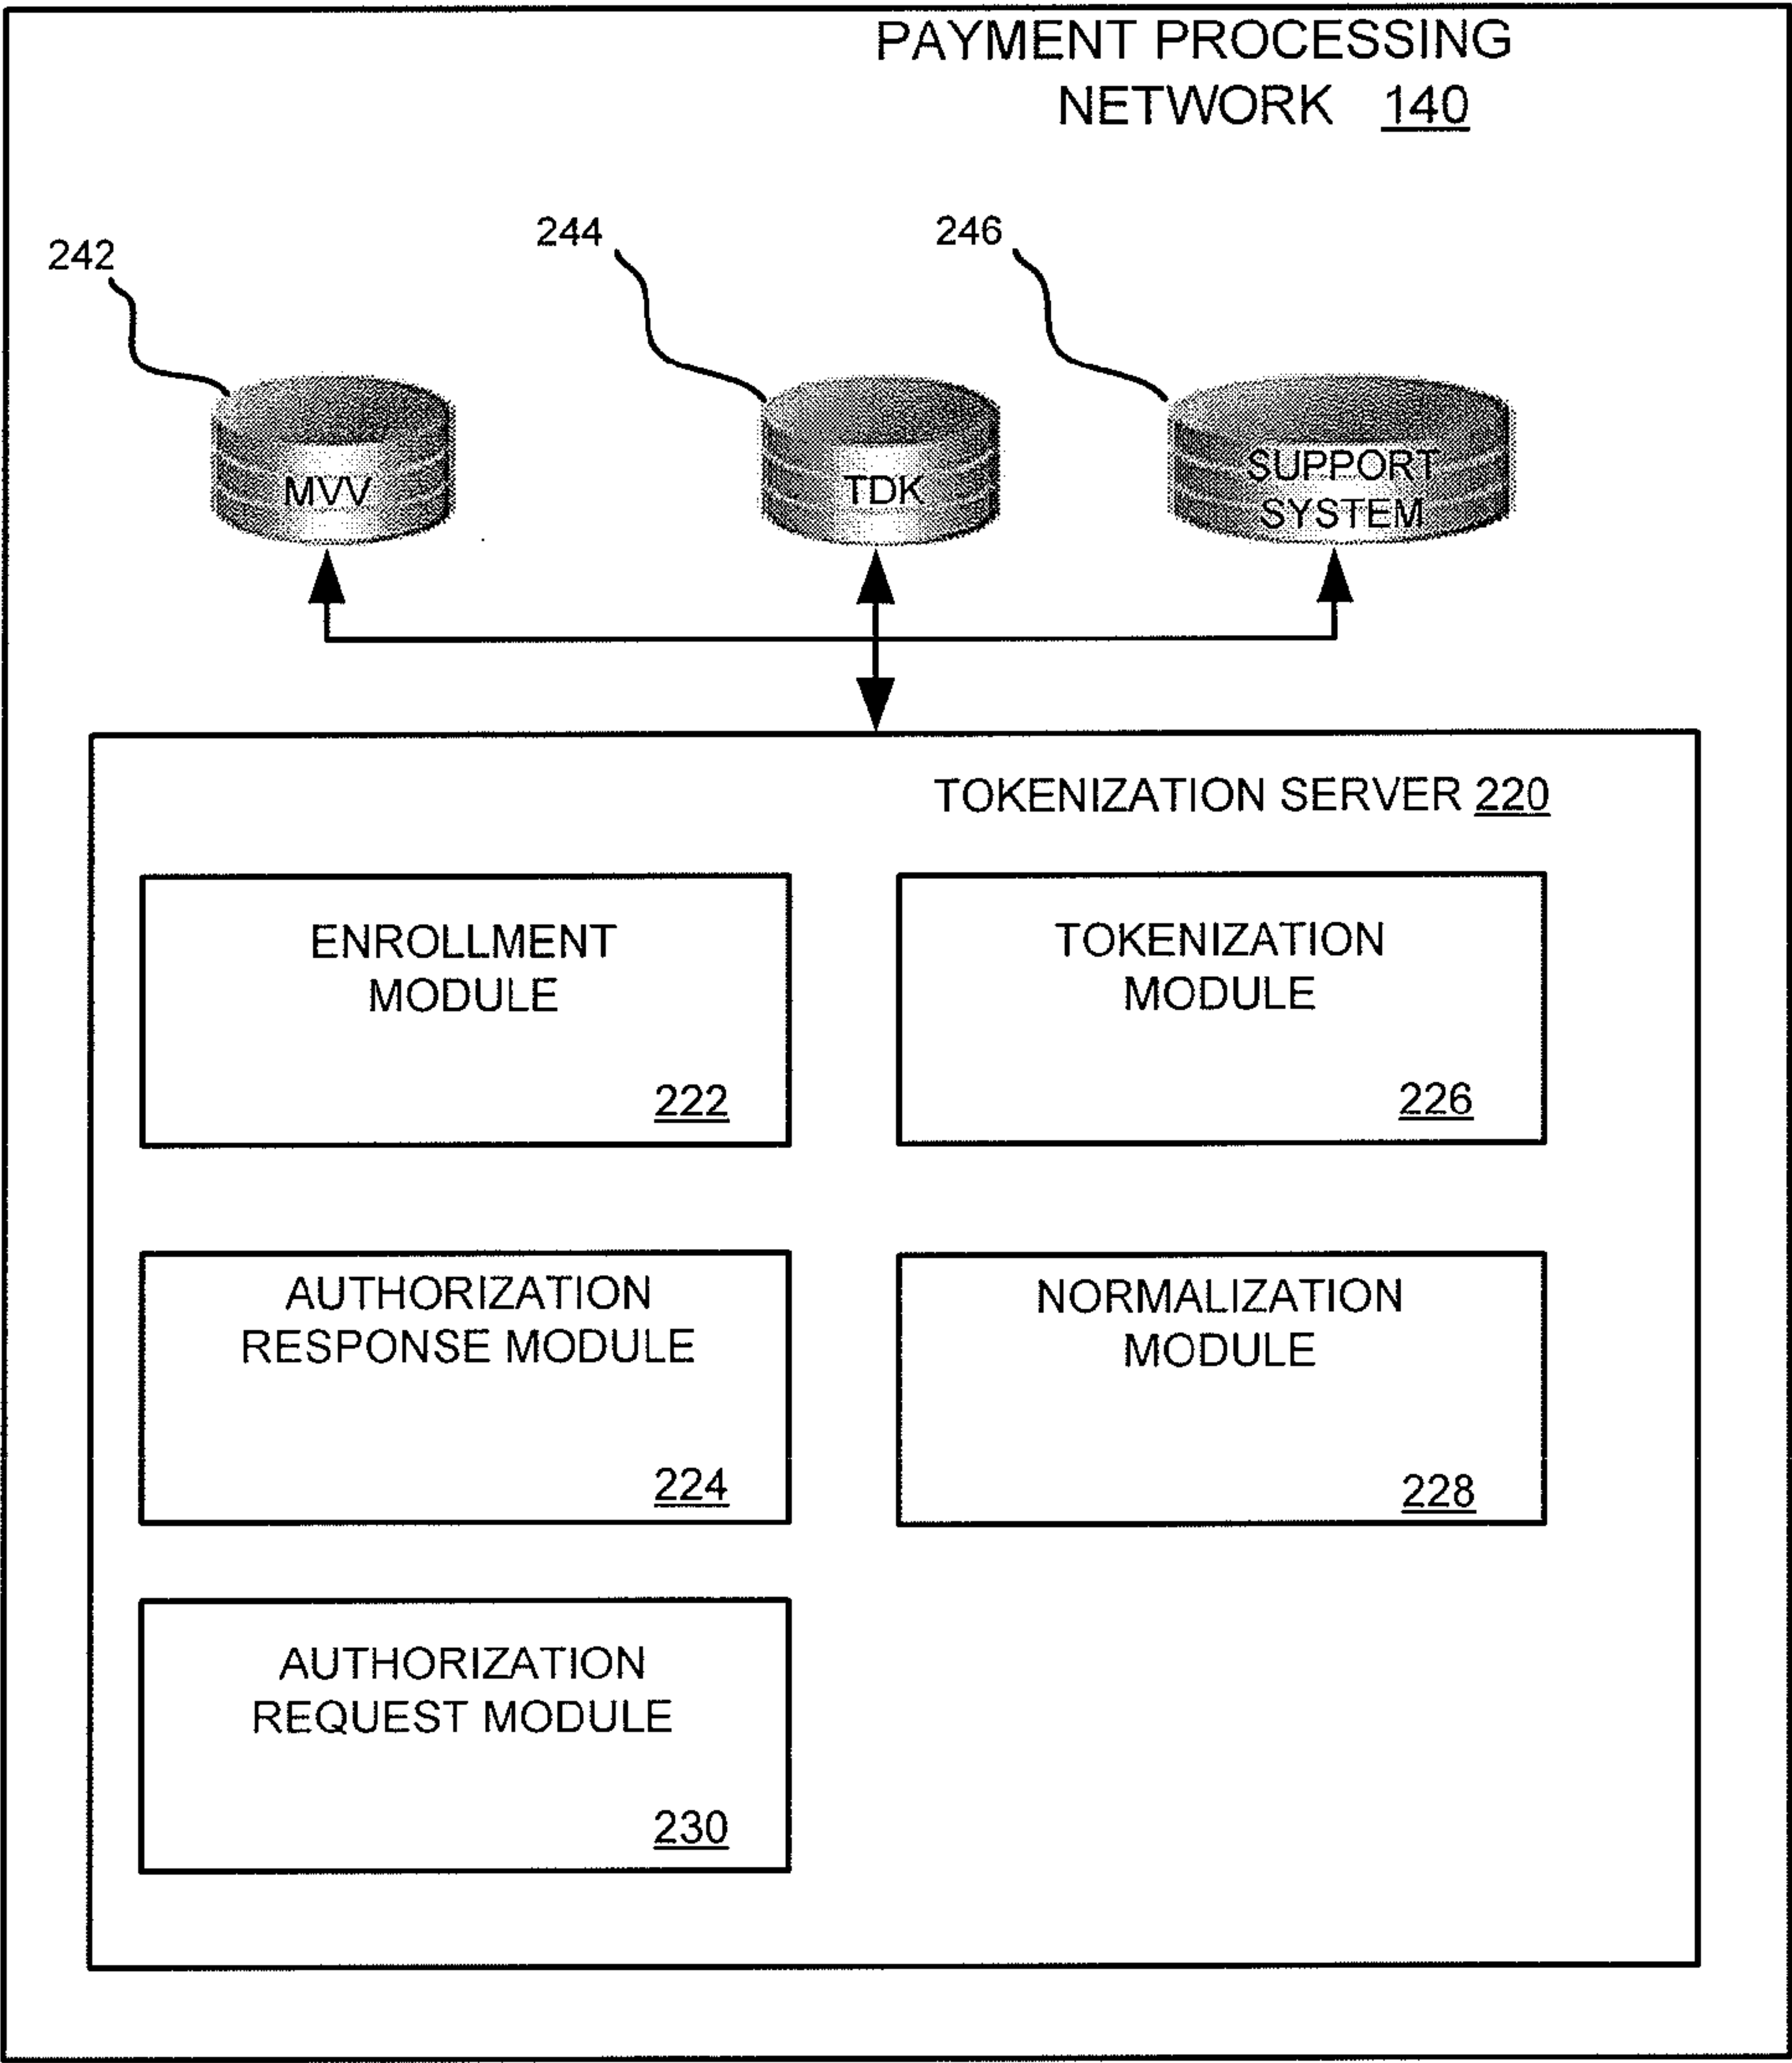 PAYMENT PROCESSING
NETWORK 140
242
244
246
MVV
TDK
SUPPORT
SYSTEM
TOKENIZATION SERVER 220
ENROLLMENT
MODULE
222
TOKENIZATION
MODULE
226
AUTHORIZATION
RESPONSE MODULE
224
NORMALIZATION
MODULE
228
AUTHORIZATION
REQUEST MODULE
230